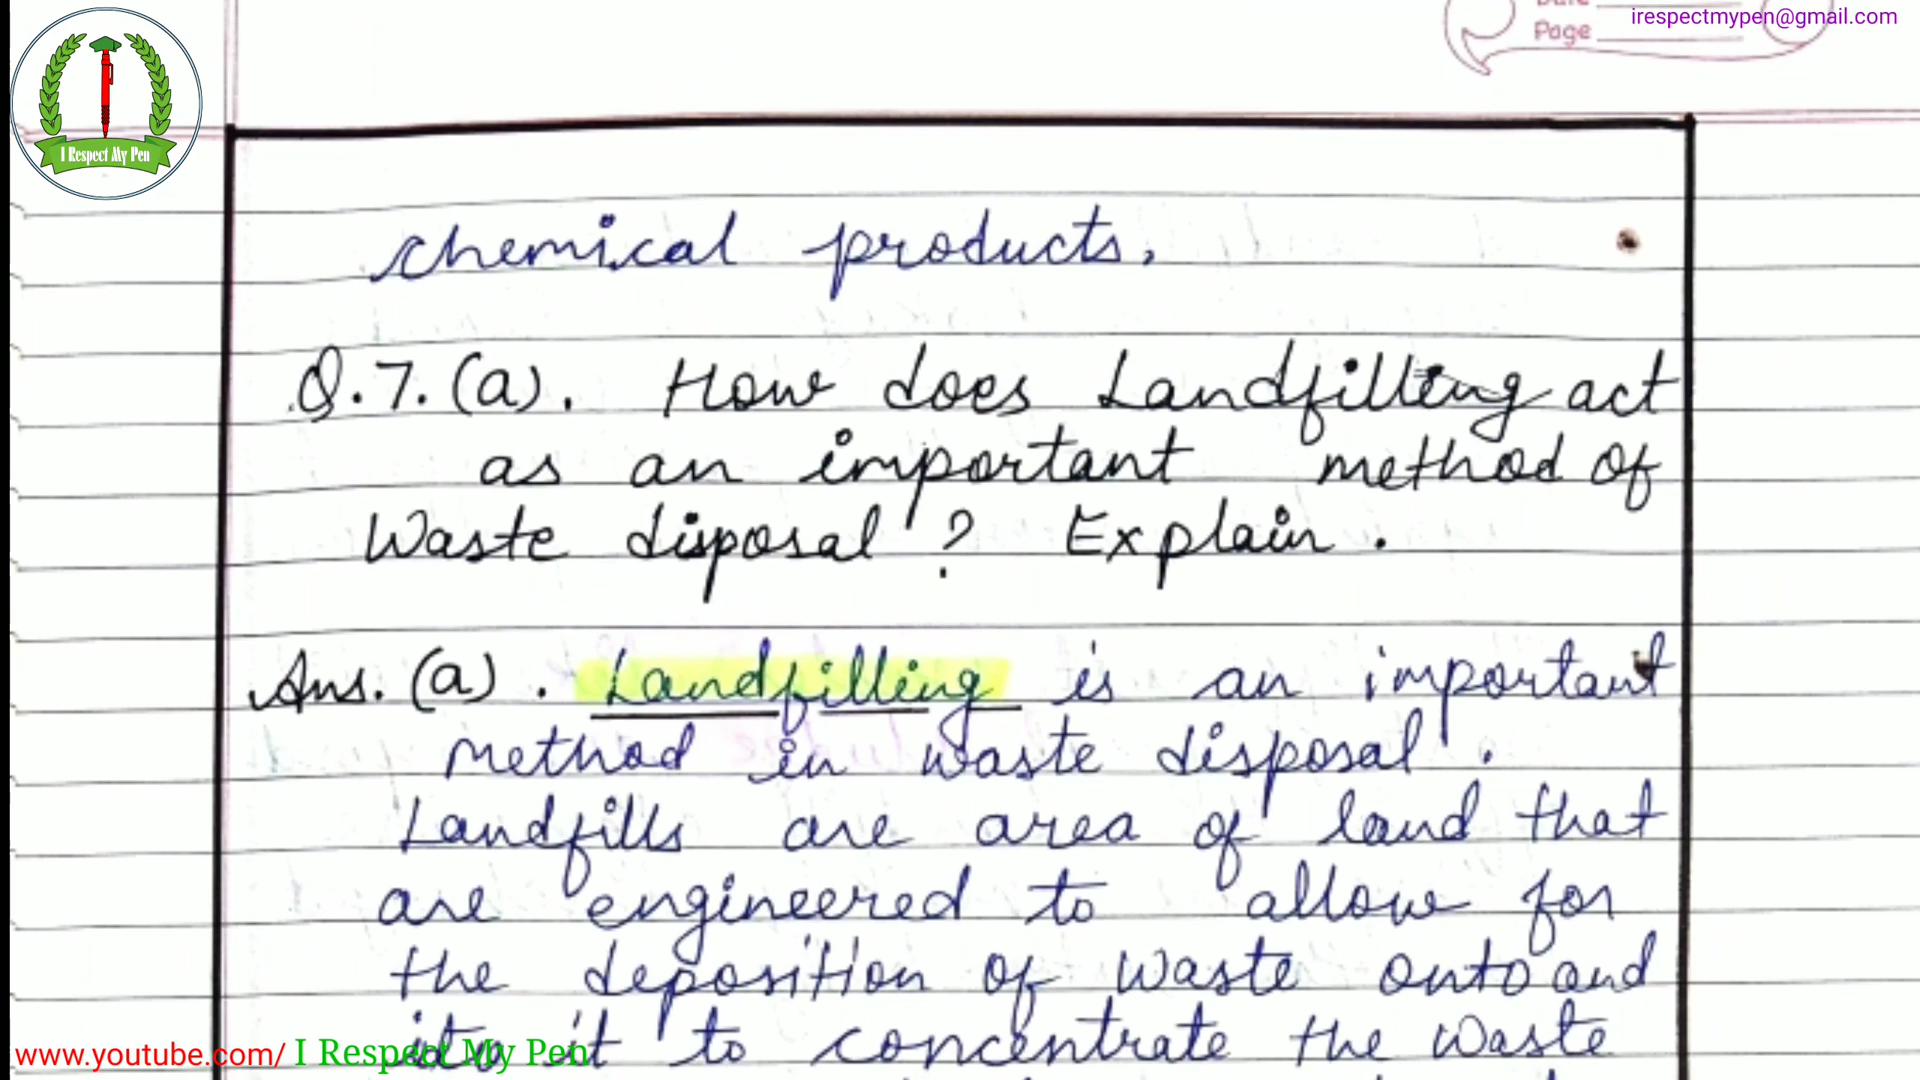 irespectmypen@gmail.com
Page
I Respect My Pen
chemical products.
Q.7.(a). How does Landfilling act
as an important method of
Waste disposal ? Explain.
Ans. (a). Landfilling is an important
method in waste disposal.
Landfills are area of land that
are engineered to allow for
the deposition of waste onto and
it to concentrate the waste
www.youtube.com/ I Respect My Pen